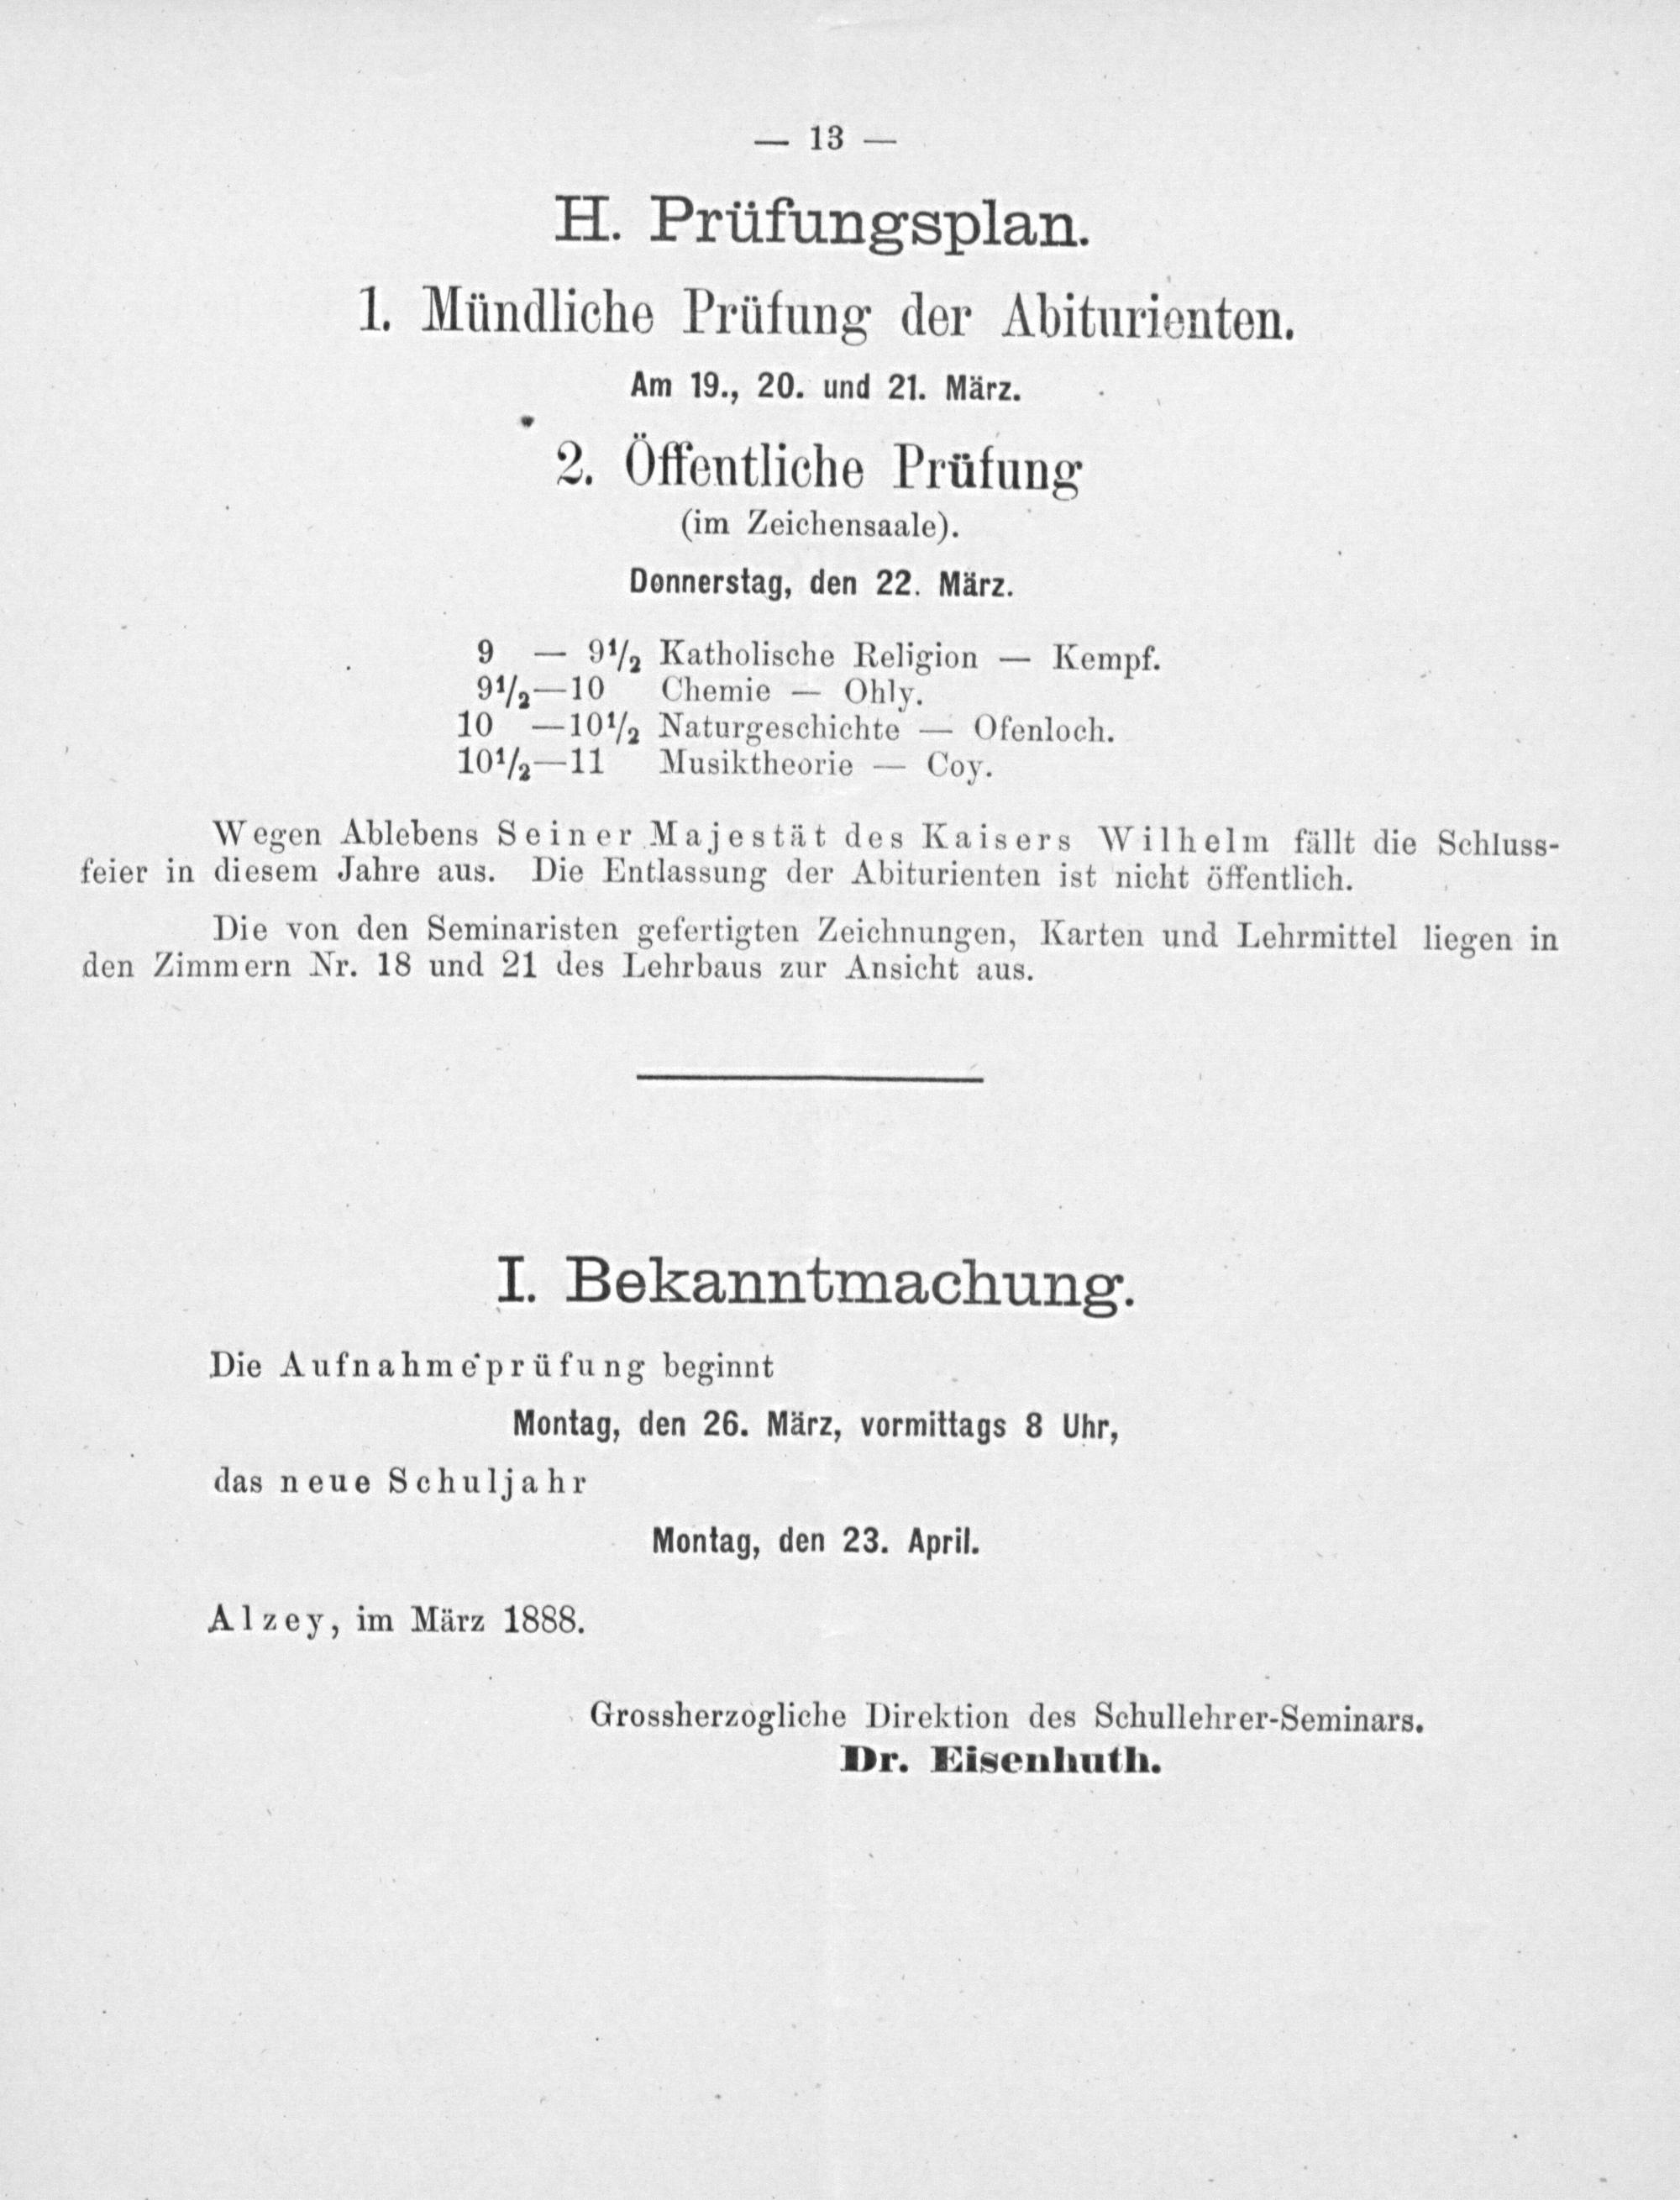 — 13 —
H. Prüfungsplan.
1. Mündliche Prüfung der Abiturienten.
Am 19., 20. und 21. März.
2. Öffentliche Prüfung
(im Zeichensaale).
Donnerstag, den 22. März.
9 — 9½ Katholische Religion — Kempf.
9½—10 Chemie — Ohly.
10 —10½ Naturgeschichte — Ofenloch.
10½—11 Musiktheorie — Coy.
Wegen Ablebens Seiner Majestät des Kaisers Wilhelm fällt die Schluss-
feier in diesem Jahre aus. Die Entlassung der Abiturienten ist nicht öffentlich.
Die von den Seminaristen gefertigten Zeichnungen, Karten und Lehrmittel liegen in
den Zimmern Nr. 18 und 21 des Lehrbaus zur Ansicht aus.
I. Bekanntmachung.
Die Aufnahmeprüfung beginnt
Montag, den 26. März, vormittags 8 Uhr,
das neue Schuljahr
Montag, den 23. April.
Alzey, im März 1888.
Grossherzogliche Direktion des Schullehrer-Seminars.
Dr. Eisenhuth.